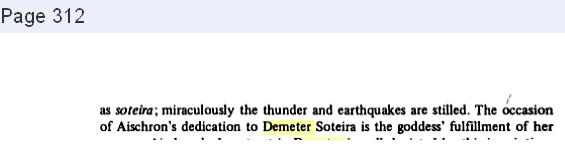 Page 312
as soteira; miraculously the thunder and earthquakes are stilled. The occasion
of Aischron's dedication to Demeter Soteira is the goddess' fulfillment of her